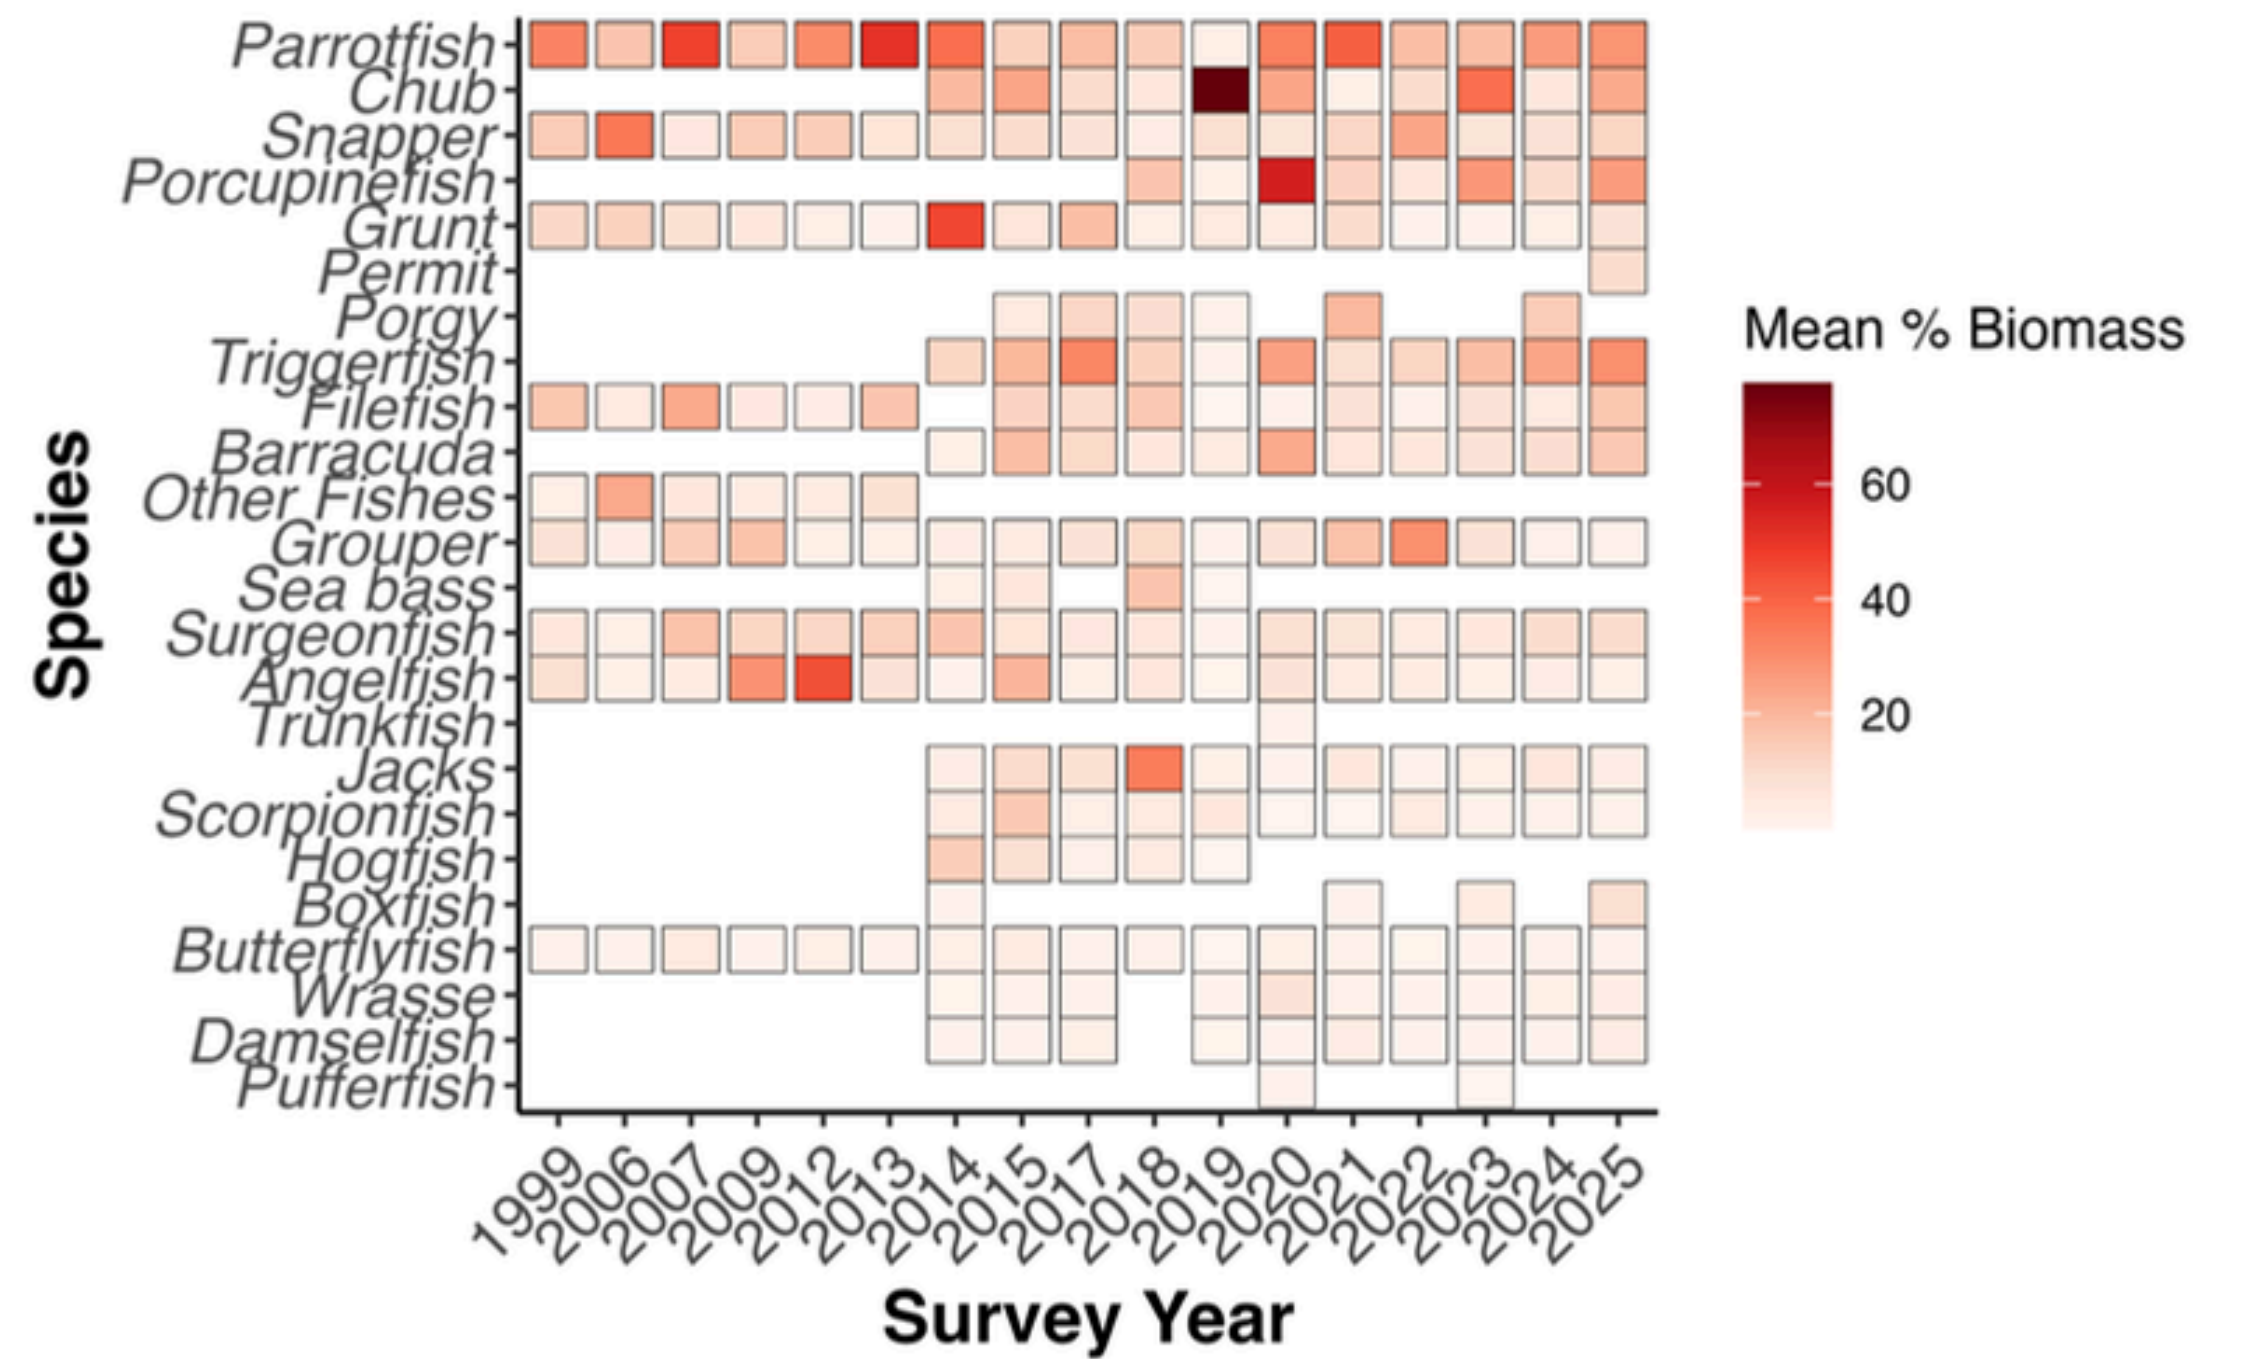 Parrotfish
Chub
Snapper
Porcupinefish
Grunt
Permit
Porgy
Triggerfish
Filefish
Barracuda
Other Fishes
Grouper
Sea bass
Surgeonfish
Angelfish
Trunkfish
Jacks
Scorpionfish
Hogfish
Boxfish
Butterflyfish
Wrasse
Damselfish
Pufferfish
Species
1999
2006
2007
2009
2012
2013
2014
2015
2017
2018
2019
2020
2021
2022
2023
2024
2025
Survey Year
Mean % Biomass
60
40
20